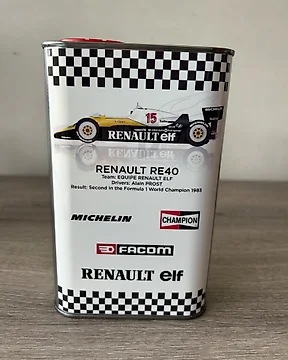 15
RENAULT elf
RENAULT RE40
Team: EQUIPE RENAULT ELF
Drivers: Alain PROST
Result: Second in the Formula 1 World Champion 1983
MICHELIN
CHAMPION
FACOM
RENAULT elf